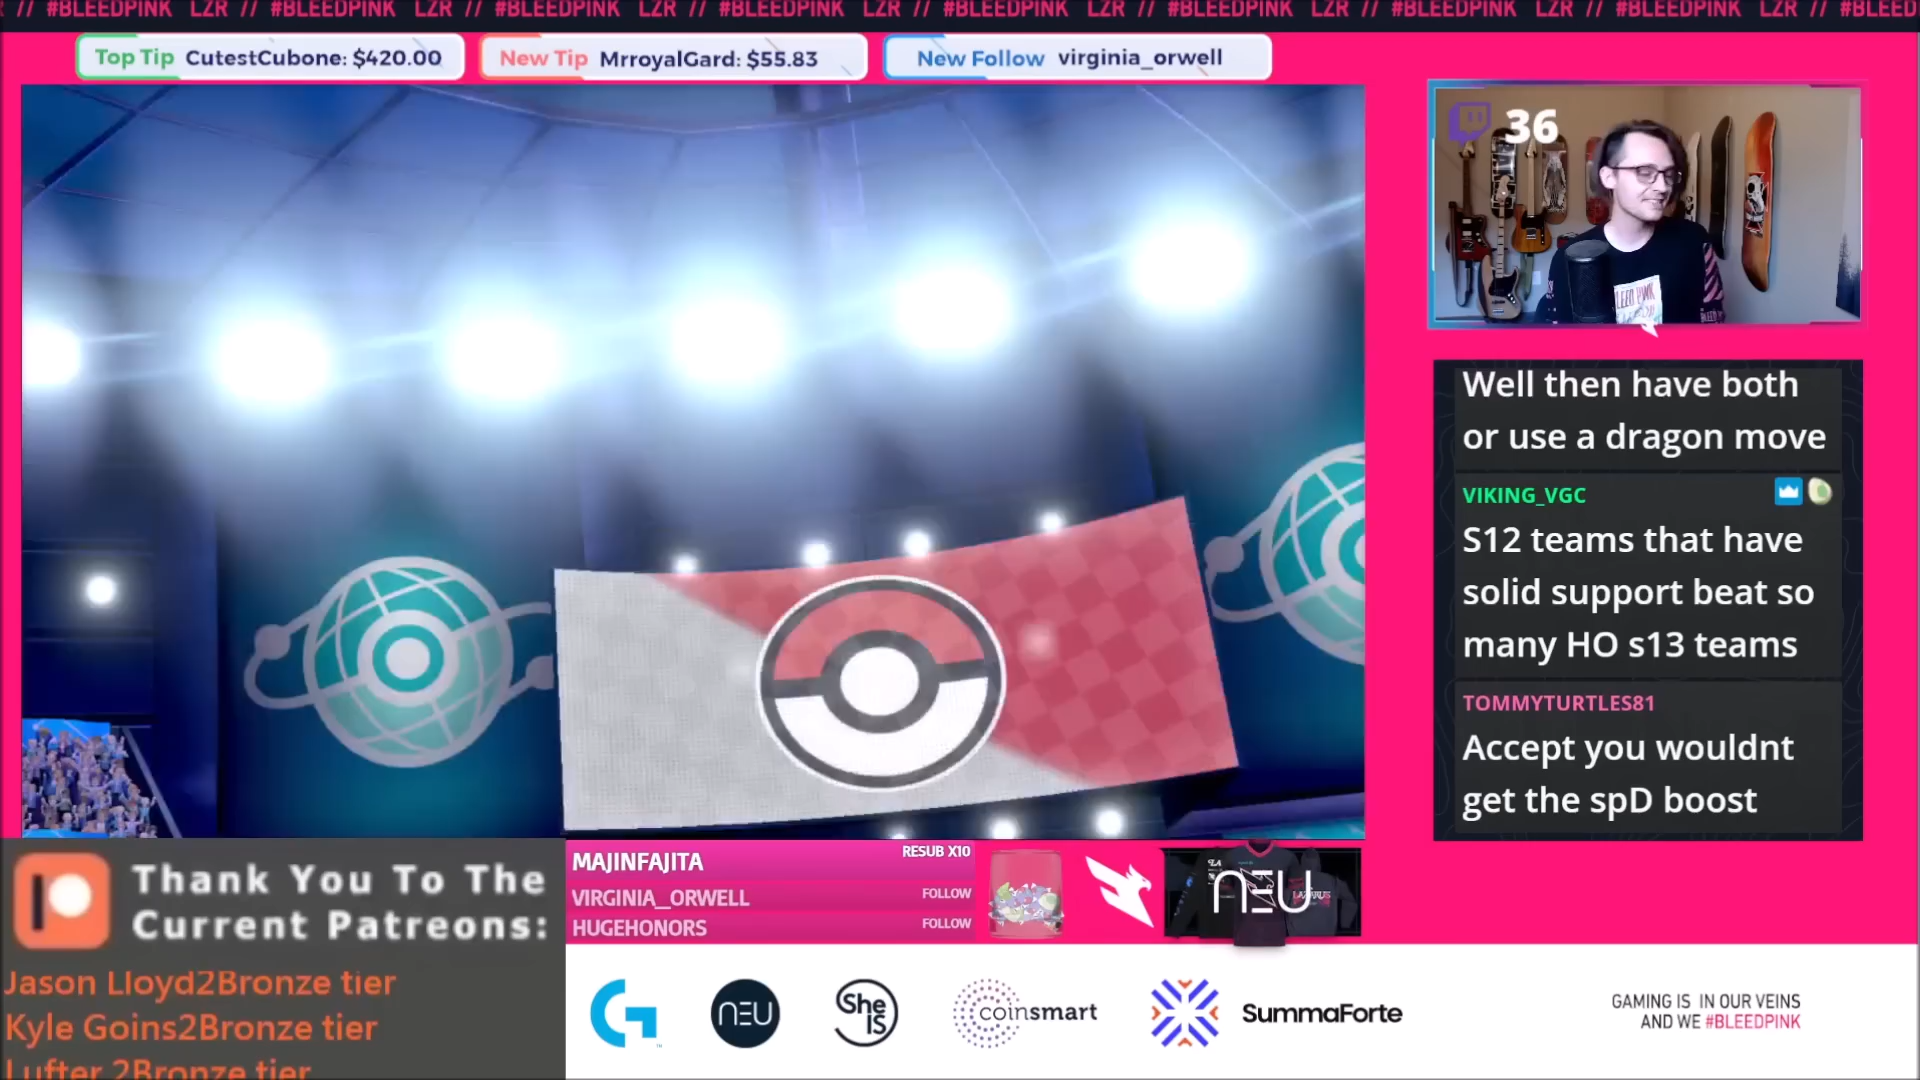 // #BLEEDPINK LZR // #BLEEDPINK LZR // #BLEEDPINK LZR // #BLEEDPINK LZR // #BLEEDPINK LZR // #BLEEDPINK LZR // #BLEEDPINK LZR // #BLEEDPINK LZR // #BLEED
Top Tip CutestCubone: $420.00
New Tip MrroyalGard: $55.83
New Follow virginia_orwell
36
Well then have both
or use a dragon move
VIKING_VGC
S12 teams that have
solid support beat so
many HO s13 teams
TOMMYTURTLES81
Accept you wouldnt
get the spD boost
Thank You To The
Current Patreons:
Jason Lloyd2Bronze tier
Kyle Goins2Bronze tier
Lufter 2Bronze tier
MAJINFAJITA RESUB X10
VIRGINIA_ORWELL FOLLOW
HUGEHONORS FOLLOW
NEU
G
NEU
She IS
coinsmart
SummaForte
GAMING IS IN OUR VEINS
AND WE #BLEEDPINK